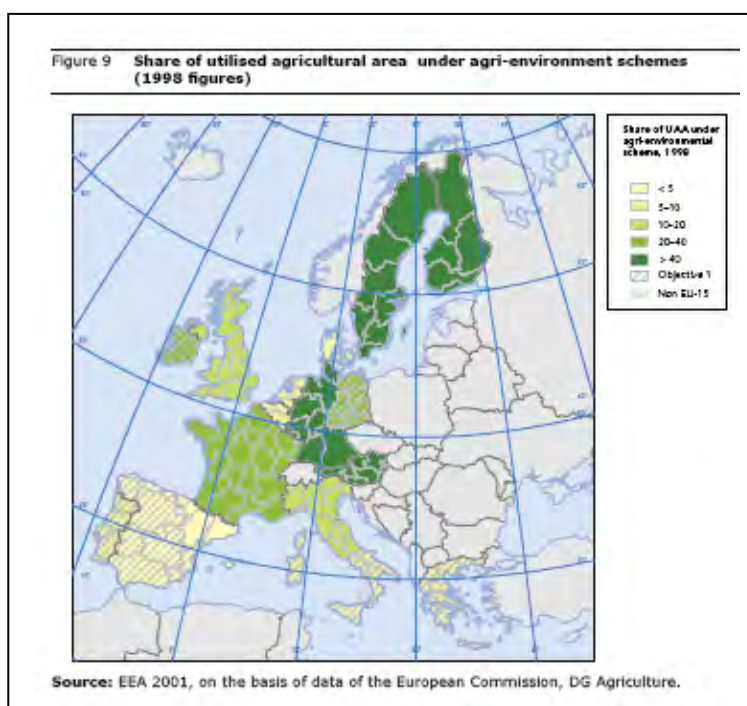 Figure 9 Share of utilised agricultural area under agri-environment schemes
(1998 figures)
Share of UAA under
agri-environmental
scheme, 1998
< 5
5–10
10–20
20–40
> 40
Objective 1
Non EU-15
Source: EEA 2001, on the basis of data of the European Commission, DG Agriculture.